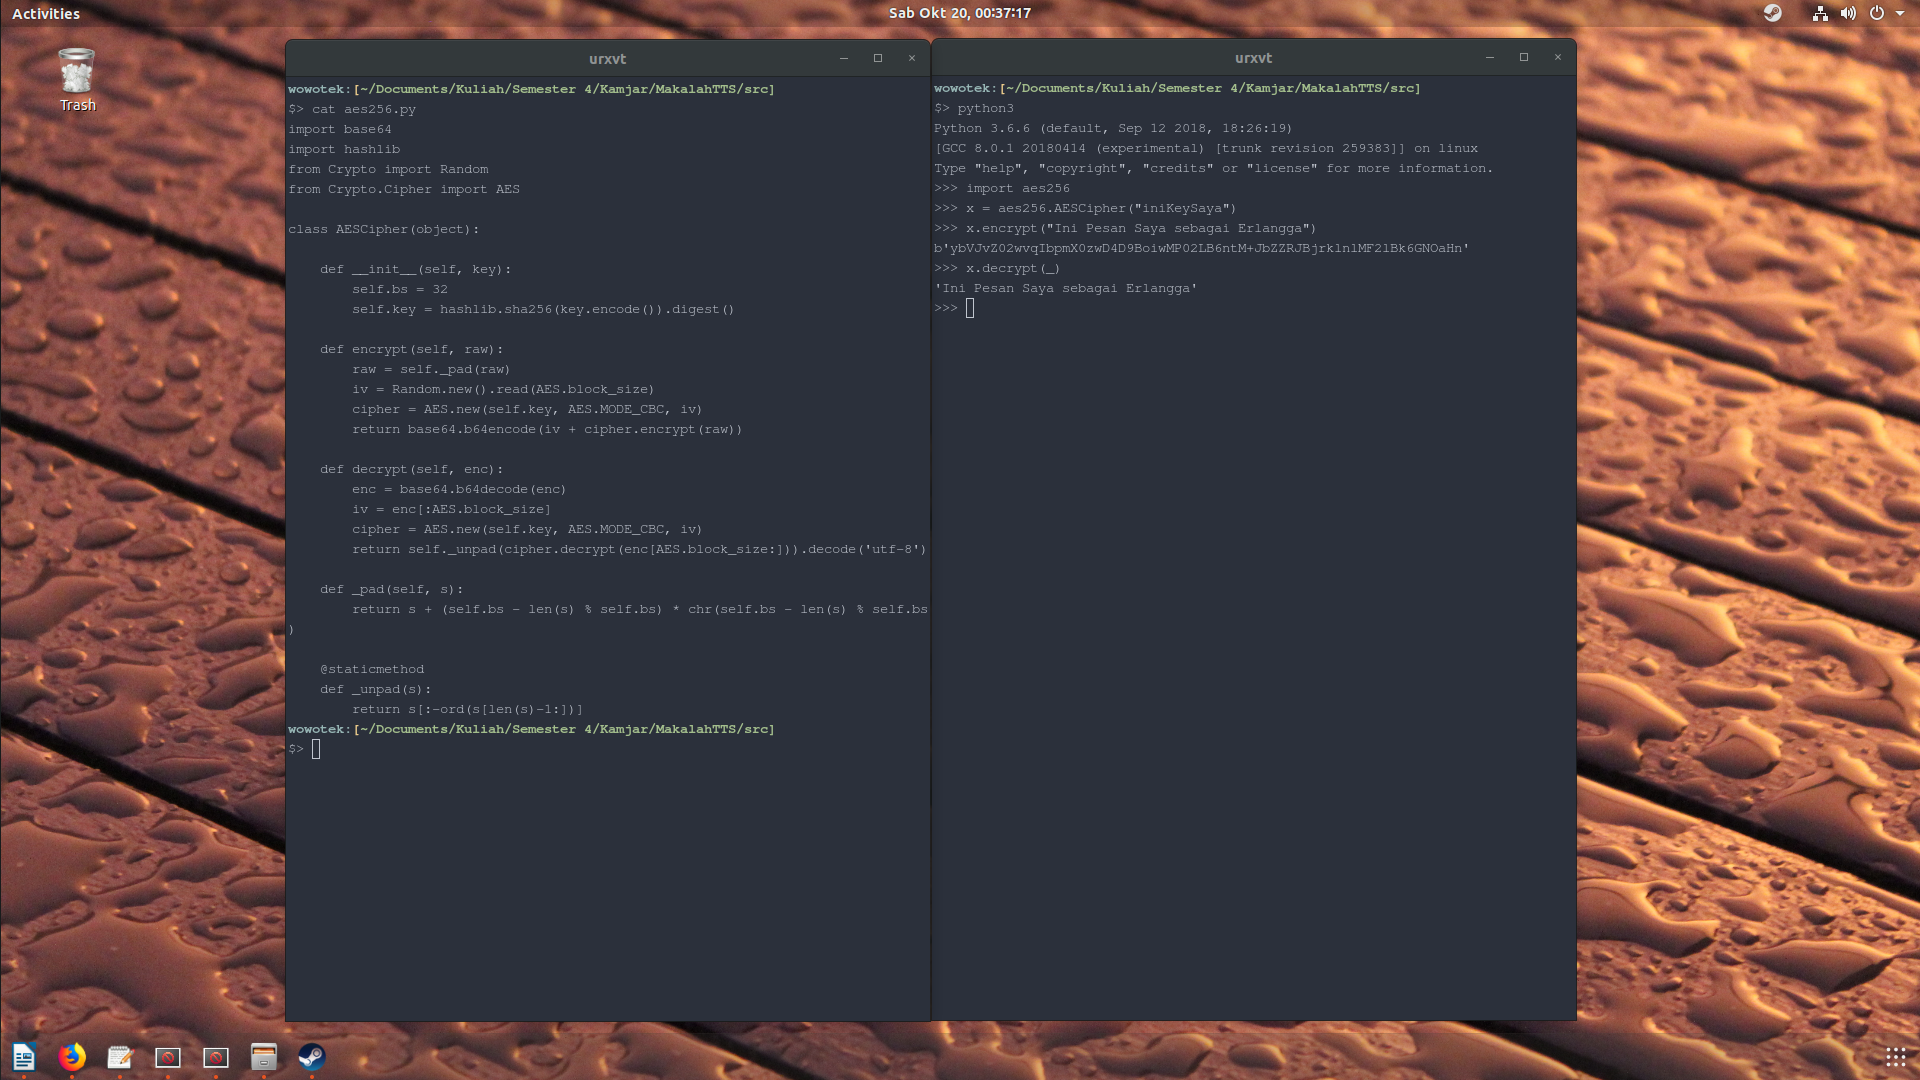 Activities
Sab Okt 20, 00:37:17
Trash
urxvt
wowotek:[~/Documents/Kuliah/Semester 4/Kamjar/MakalahTTS/src]
$> cat aes256.py
import base64
import hashlib
from Crypto import Random
from Crypto.Cipher import AES
class AESCipher(object):
    def __init__(self, key):
        self.bs = 32
        self.key = hashlib.sha256(key.encode()).digest()
    def encrypt(self, raw):
        raw = self._pad(raw)
        iv = Random.new().read(AES.block_size)
        cipher = AES.new(self.key, AES.MODE_CBC, iv)
        return base64.b64encode(iv + cipher.encrypt(raw))
    def decrypt(self, enc):
        enc = base64.b64decode(enc)
        iv = enc[:AES.block_size]
        cipher = AES.new(self.key, AES.MODE_CBC, iv)
        return self._unpad(cipher.decrypt(enc[AES.block_size:])).decode('utf-8')
    def _pad(self, s):
        return s + (self.bs - len(s) % self.bs) * chr(self.bs - len(s) % self.bs
)
    @staticmethod
    def _unpad(s):
        return s[:-ord(s[len(s)-1:])]
wowotek:[~/Documents/Kuliah/Semester 4/Kamjar/MakalahTTS/src]
$>
urxvt
wowotek:[~/Documents/Kuliah/Semester 4/Kamjar/MakalahTTS/src]
$> python3
Python 3.6.6 (default, Sep 12 2018, 18:26:19)
[GCC 8.0.1 20180414 (experimental) [trunk revision 259383]] on linux
Type "help", "copyright", "credits" or "license" for more information.
>>> import aes256
>>> x = aes256.AESCipher("iniKeySaya")
>>> x.encrypt("Ini Pesan Saya sebagai Erlangga")
b'ybVJvZ02wvqIbpmX0zwD4D9BoiwMP02LB6ntM+JbZZRJBjrklnlMF2lBk6GNOaHn'
>>> x.decrypt(_)
'Ini Pesan Saya sebagai Erlangga'
>>>